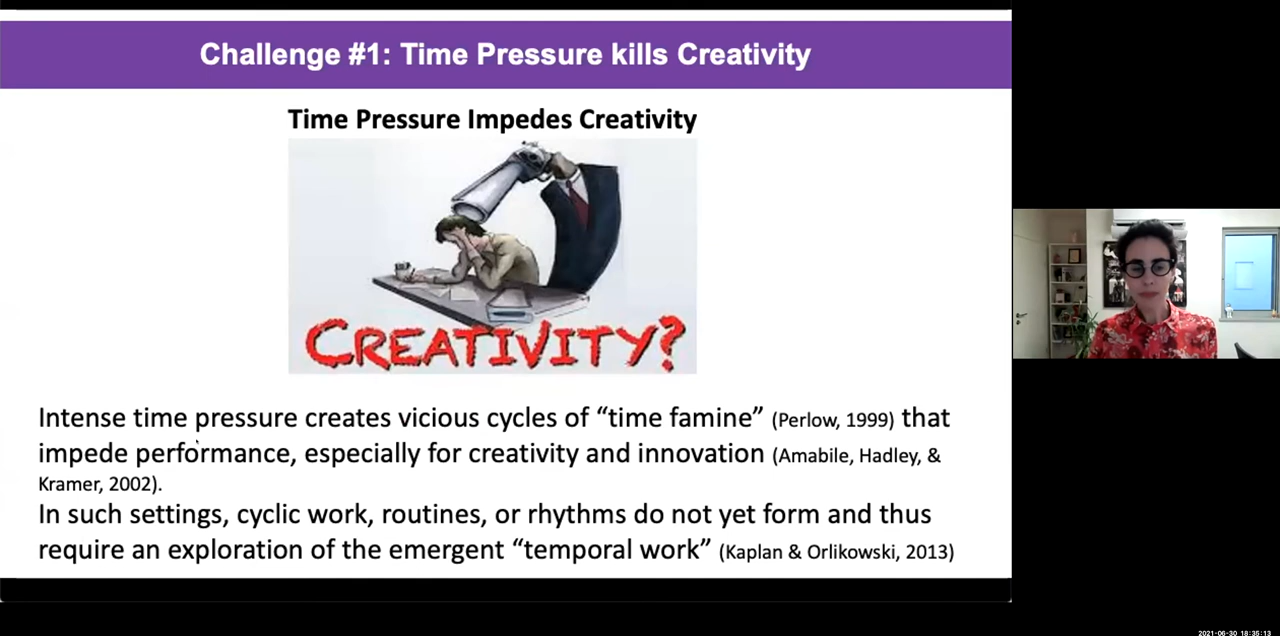 Challenge #1: Time Pressure kills Creativity
Time Pressure Impedes Creativity
CREATIVITY?
Intense time pressure creates vicious cycles of “time famine” (Perlow, 1999) that
impede performance, especially for creativity and innovation (Amabile, Hadley, &
Kramer, 2002).
In such settings, cyclic work, routines, or rhythms do not yet form and thus
require an exploration of the emergent “temporal work” (Kaplan & Orlikowski, 2013)
2021-06-30 18:35:13